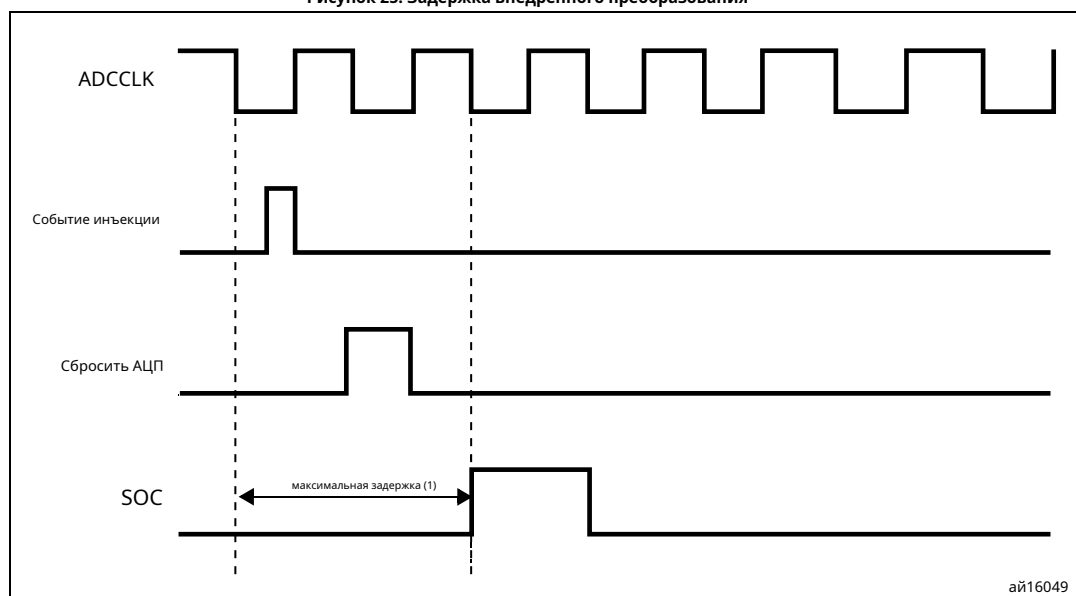 Рисунок 25. Задержка внедренного преобразования
ADCCLK
Событие инъекции
Сбросить АЦП
максимальная задержка (1)
SOC
ай16049